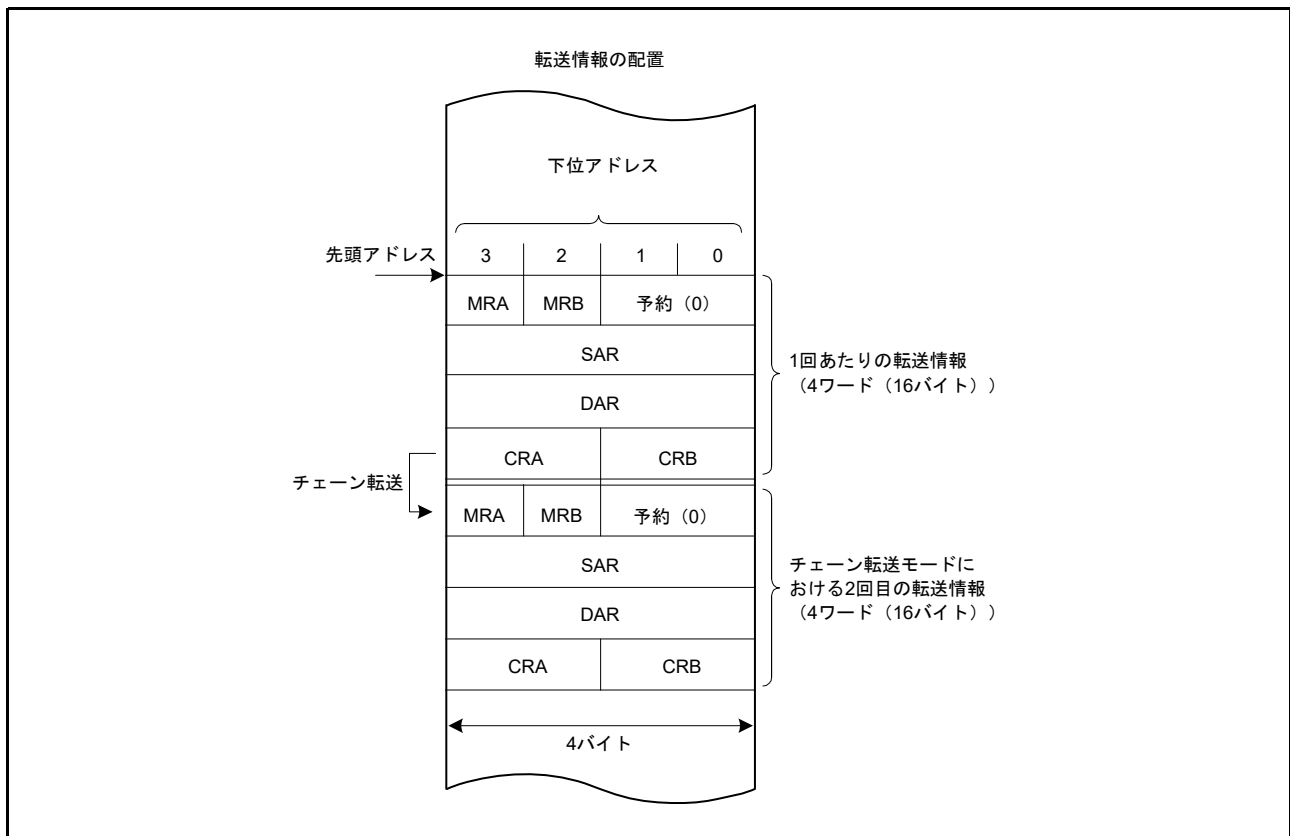 転送情報の配置
下位アドレス
先頭アドレス
3 2 1 0
MRA MRB 予約（0）
SAR
DAR
CRA CRB
1回あたりの転送情報
（4ワード（16バイト））
チェーン転送
MRA MRB 予約（0）
SAR
DAR
CRA CRB
チェーン転送モードに
おける2回目の転送情報
（4ワード（16バイト））
4バイト